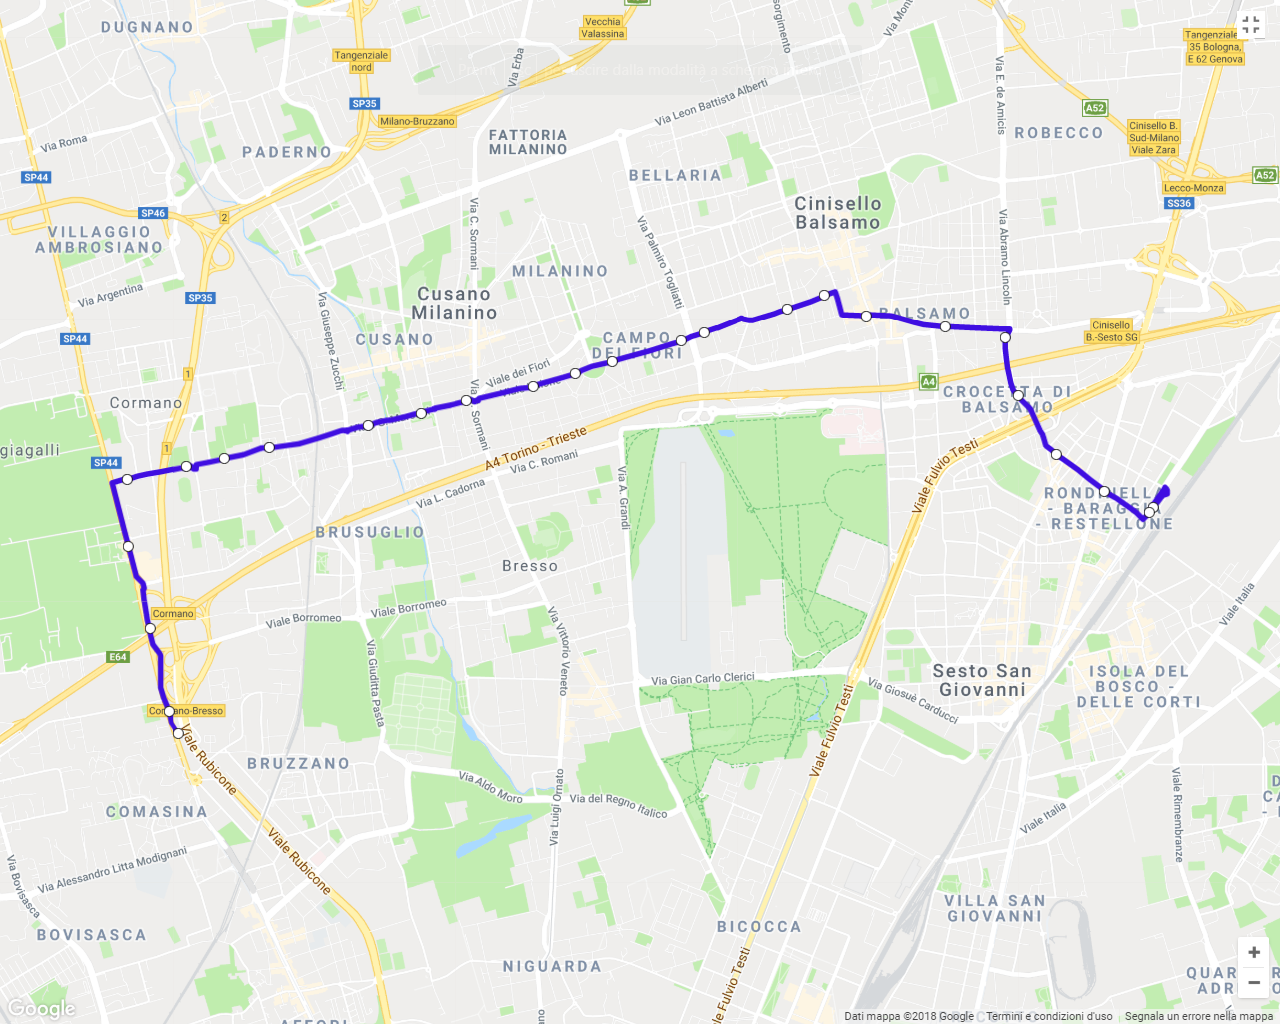 DUGNANO
Vecchia
Valassina
Tangenziale
nord
Via Erba
Tangenziale
35 Bologna,
E 62 Genova
SP35
Milano-Bruzzano
Via Leon Battista Alberti
Via E. de Amicis
A52
ROBECCO
Cinisello B.
Sud-Milano
Viale Zara
Via Roma
PADERNO
FATTORIA
MILANINO
SP44
BELLARIA
A52
Lecco-Monza
SS36
SP46
2
VILLAGGIO
AMBROSIANO
Via C. Sormani
Via Palmiro Togliatti
Cinisello
Balsamo
Via Abramo Lincoln
MILANINO
Via Argentina
SP35
Cusano
Milanino
Via Giuseppe Zucchi
BALSAMO
SP44
CUSANO
CAMPO
DEI FIORI
Cinisello
B.-Sesto SG
1
Viale dei Fiori
A4
Cormano
CROCETTA DI
BALSAMO
1
A4 Torino - Trieste
giagalli
SP44
Via C. Romani
Via L. Cadorna
Via A. Grandi
Viale Fulvio Testi
RONDINELLA
- BARAGGIA
- RESTELLONE
BRUSUGLIO
Bresso
Viale Italia
Cormano
Viale Borromeo
Viale Borromeo
Via Vittorio Veneto
E64
Via Giuditta Pasta
Via Gian Carlo Clerici
Via Giosué Carducci
Sesto San
Giovanni
ISOLA DEL
BOSCO -
DELLE CORTI
Cormano-Bresso
Viale Rubicone
Viale Fulvio Testi
BRUZZANO
Via Aldo Moro
Via Luigi Ornato
Via del Regno Italico
COMASINA
Viale Italia
Viale Rimembranze
Viale Rubicone
Via Alessandro Litta Modignani
Via Bovisasca
VILLA SAN
GIOVANNI
BOVISASCA
BICOCCA
NIGUARDA
Viale Fulvio Testi
Google
Dati mappa ©2018 Google
Termini e condizioni d'uso
Segnala un errore nella mappa